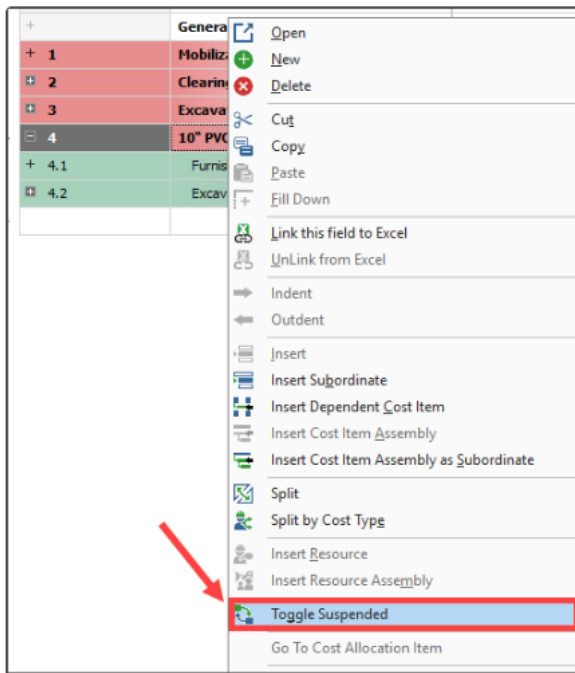 + Genera
+ 1 Mobiliz
2 Clearin
3 Excava
4 10" PVC
+ 4.1 Furnis
4.2 Excav
Open
New
Delete
Cut
Copy
Paste
Fill Down
Link this field to Excel
UnLink from Excel
Indent
Outdent
Insert
Insert Subordinate
Insert Dependent Cost Item
Insert Cost Item Assembly
Insert Cost Item Assembly as Subordinate
Split
Split by Cost Type
Insert Resource
Insert Resource Assembly
Toggle Suspended
Go To Cost Allocation Item